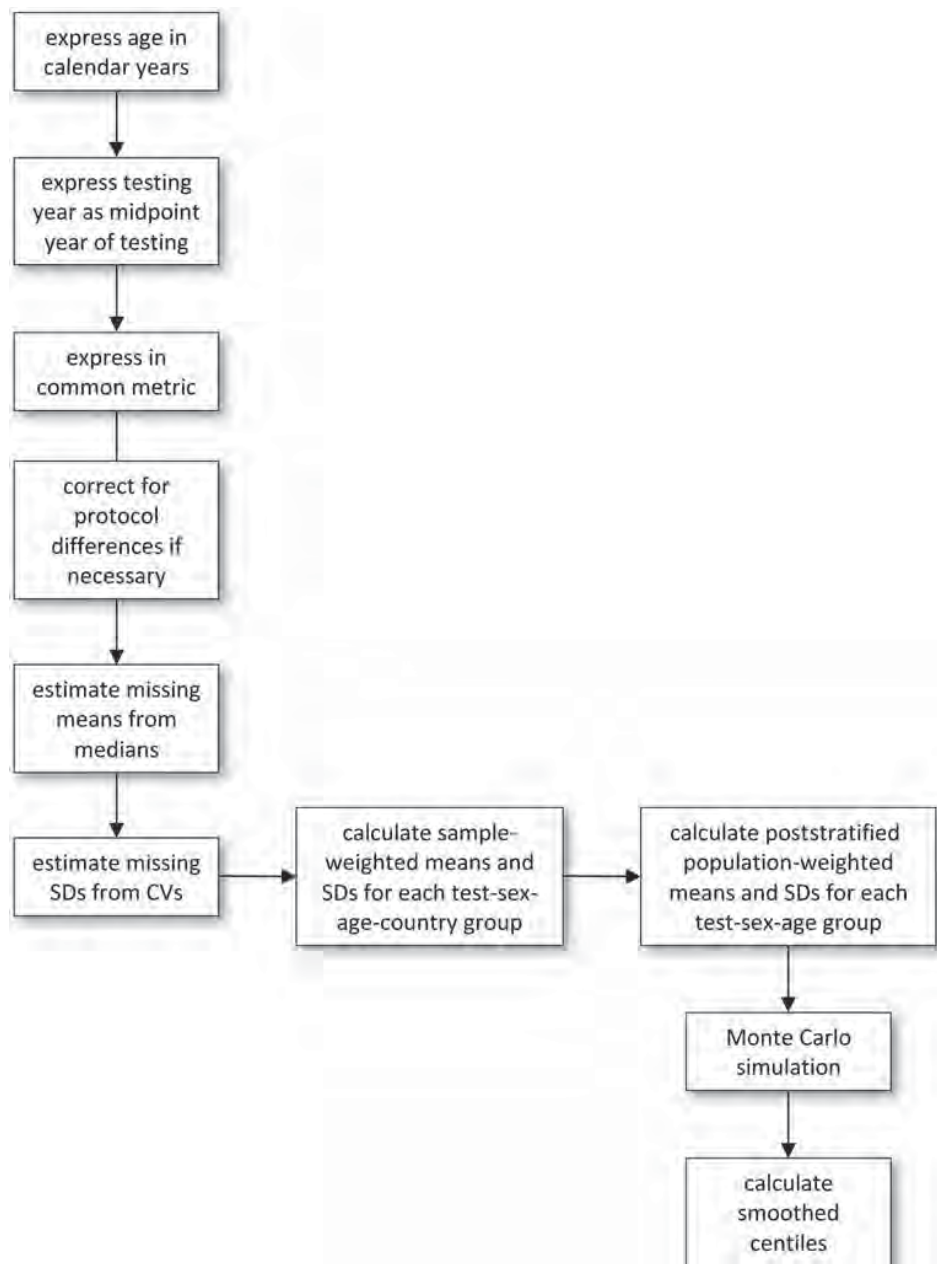 express age in
calendar years
express testing
year as midpoint
year of testing
express in
common metric
correct for
protocol
differences if
necessary
estimate missing
means from
medians
estimate missing
SDs from CVs
calculate sample-
weighted means and
SDs for each test-sex-
age-country group
calculate poststratified
population-weighted
means and SDs for each
test-sex-age group
Monte Carlo
simulation
calculate
smoothed
centiles